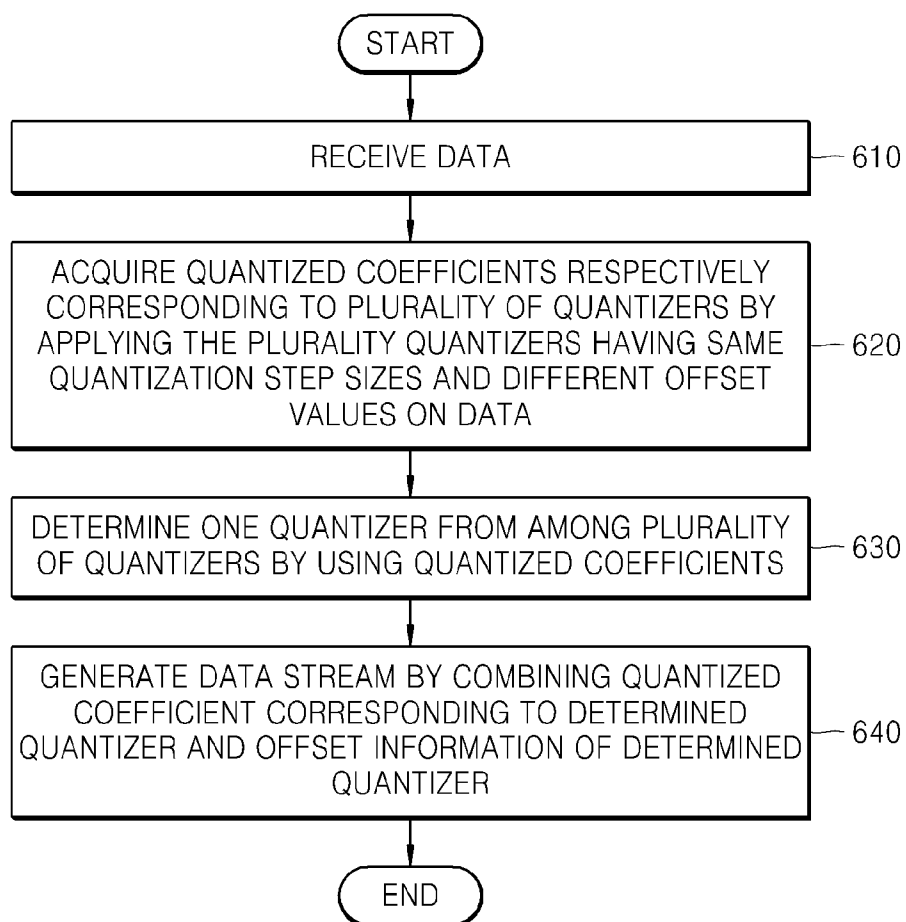 START
RECEIVE DATA
610
ACQUIRE QUANTIZED COEFFICIENTS RESPECTIVELY
CORRESPONDING TO PLURALITY OF QUANTIZERS BY
APPLYING THE PLURALITY QUANTIZERS HAVING SAME
QUANTIZATION STEP SIZES AND DIFFERENT OFFSET
VALUES ON DATA
620
DETERMINE ONE QUANTIZER FROM AMONG PLURALITY
OF QUANTIZERS BY USING QUANTIZED COEFFICIENTS
630
GENERATE DATA STREAM BY COMBINING QUANTIZED
COEFFICIENT CORRESPONDING TO DETERMINED
QUANTIZER AND OFFSET INFORMATION OF DETERMINED
QUANTIZER
640
END